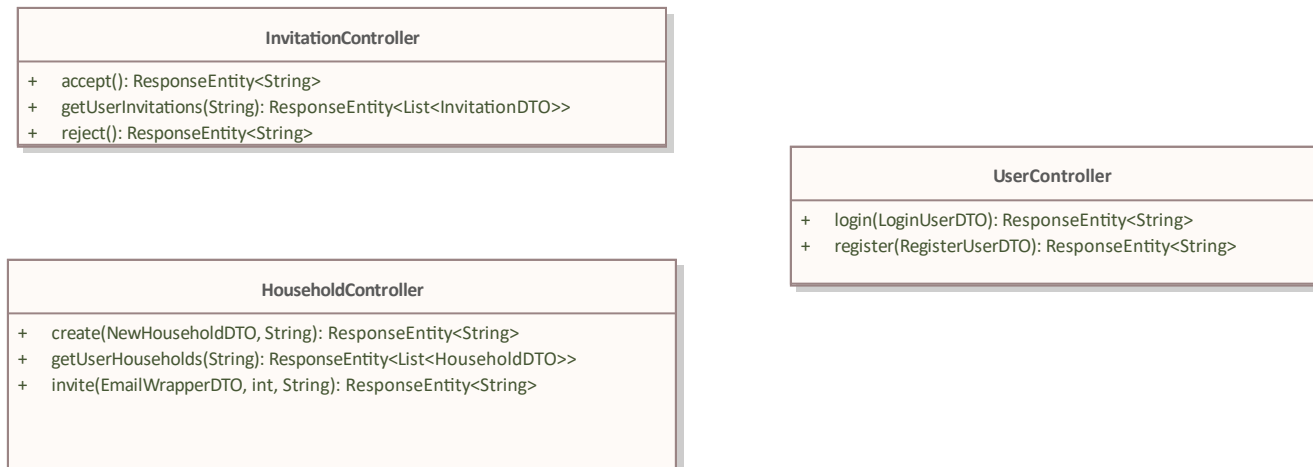 InvitationController
+ accept(): ResponseEntity<String>
+ getUserInvitations(String): ResponseEntity<List<InvitationDTO>>
+ reject(): ResponseEntity<String>
UserController
+ login(LoginUserDTO): ResponseEntity<String>
+ register(RegisterUserDTO): ResponseEntity<String>
HouseholdController
+ create(NewHouseholdDTO, String): ResponseEntity<String>
+ getUserHouseholds(String): ResponseEntity<List<HouseholdDTO>>
+ invite(EmailWrapperDTO, int, String): ResponseEntity<String>